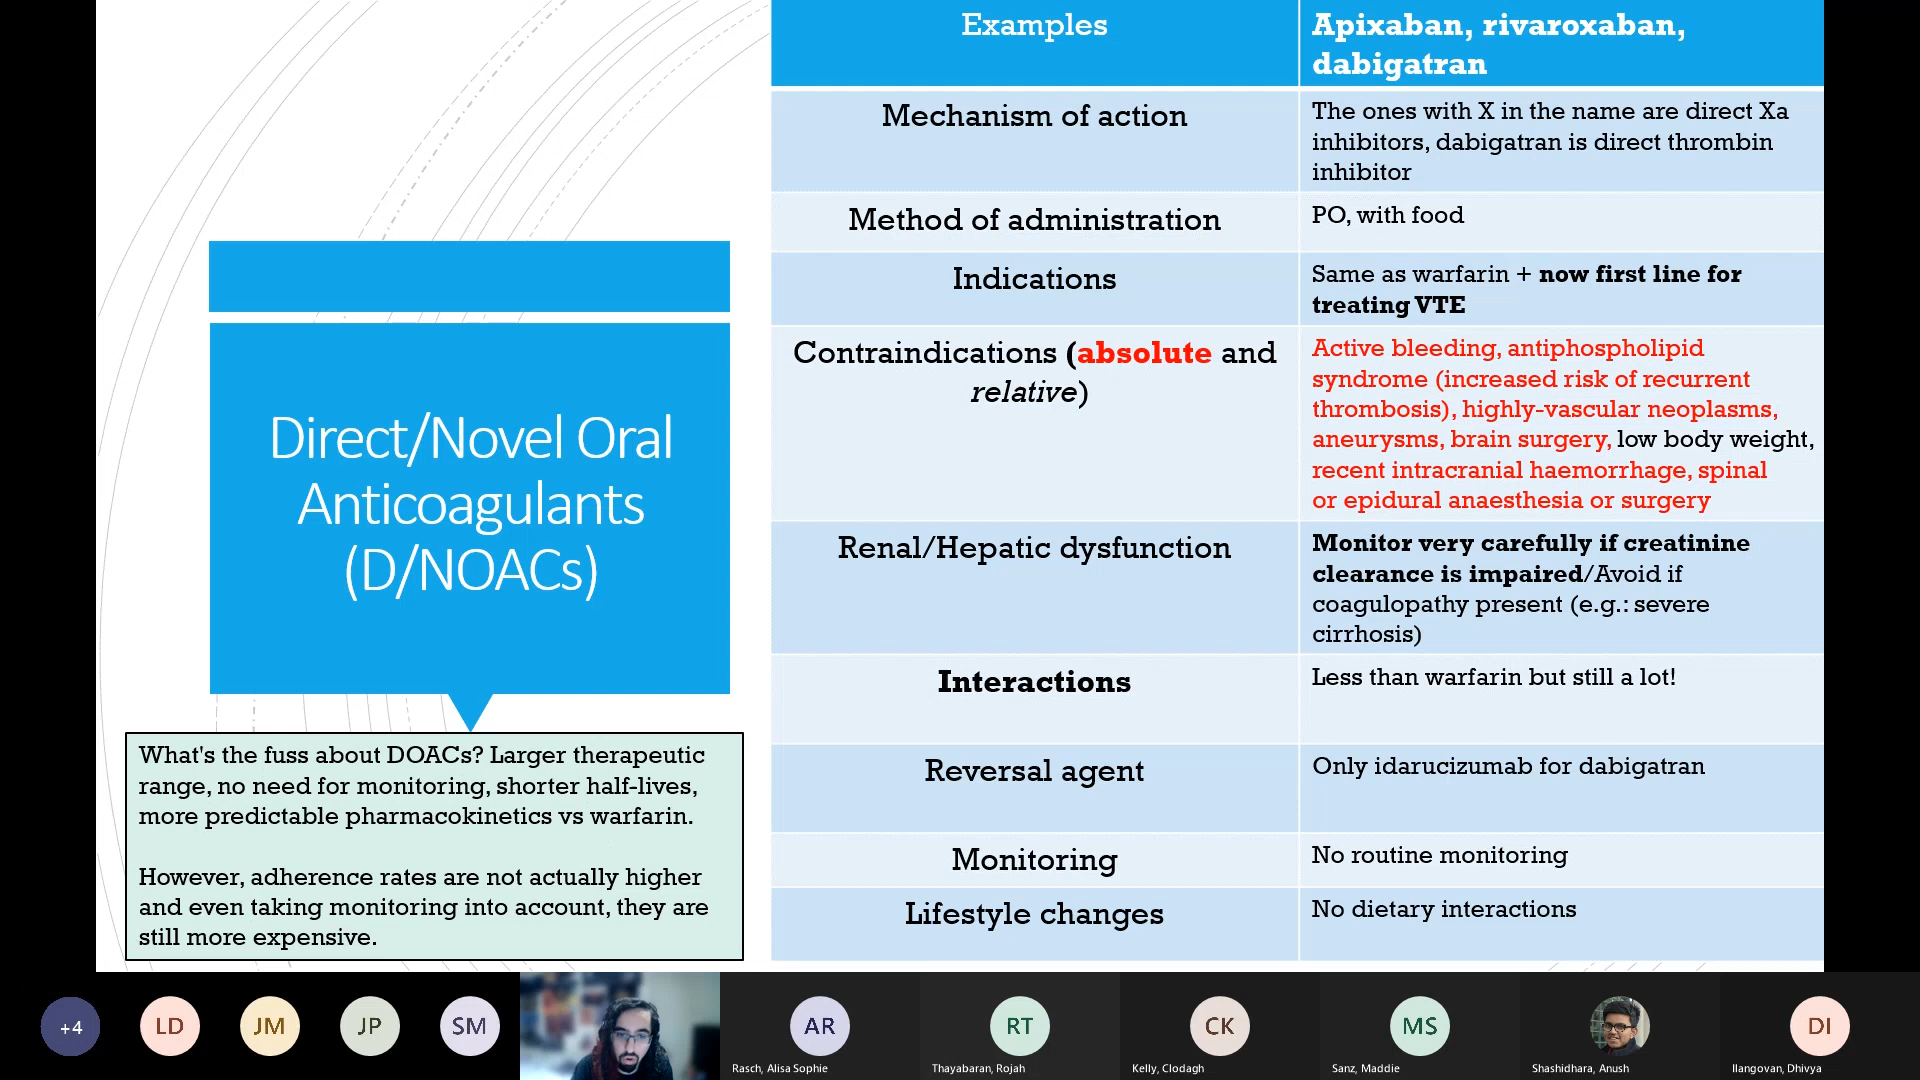 Direct/Novel Oral
Anticoagulants
(D/NOACs)
What's the fuss about DOACs? Larger therapeutic
range, no need for monitoring, shorter half-lives,
more predictable pharmacokinetics vs warfarin.
However, adherence rates are not actually higher
and even taking monitoring into account, they are
still more expensive.
Examples
Apixaban, rivaroxaban,
dabigatran
Mechanism of action
The ones with X in the name are direct Xa
inhibitors, dabigatran is direct thrombin
inhibitor
Method of administration
PO, with food
Indications
Same as warfarin + now first line for
treating VTE
Contraindications (absolute and
relative)
Active bleeding, antiphospholipid
syndrome (increased risk of recurrent
thrombosis), highly-vascular neoplasms,
aneurysms, brain surgery, low body weight,
recent intracranial haemorrhage, spinal
or epidural anaesthesia or surgery
Renal/Hepatic dysfunction
Monitor very carefully if creatinine
clearance is impaired/Avoid if
coagulopathy present (e.g.: severe
cirrhosis)
Interactions
Less than warfarin but still a lot!
Reversal agent
Only idarucizumab for dabigatran
Monitoring
No routine monitoring
Lifestyle changes
No dietary interactions
+4
LD
JM
JP
SM
AR
Rasch, Alisa Sophie
RT
Thayabaran, Rojah
CK
Kelly, Clodagh
MS
Sanz, Maddie
Shashidhara, Anush
DI
Ilangovan, Dhivya